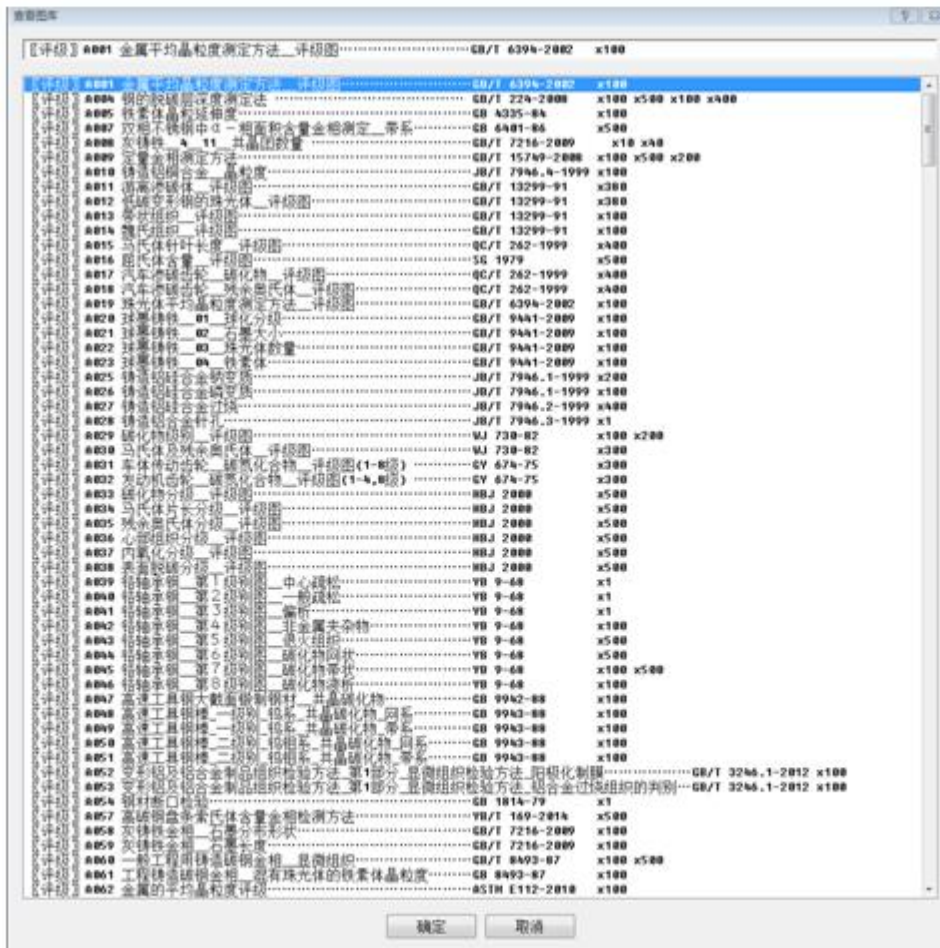 查看图库
〖评级〗A001 金属平均晶粒度测定方法__评级图································GB/T 6394-2002 x100
〖评级〗A001 金属平均晶粒度测定方法__评级图································GB/T 6394-2002 x100
〖评级〗A004 钢的脱碳层深度测定法 ································GB/T 224-2008 x100 x500 x100 x400
〖评级〗A005 铁素体晶粒延伸度································GB 4335-84 x100
〖评级〗A007 双相不锈钢中α-相面积含量金相测定__带系································GB 6401-86 x500
〖评级〗A008 灰铸铁__4__11__共晶团数量································GB/T 7216-2009 x10 x40
〖评级〗A009 定量金相测定方法································GB/T 15749-2008 x100 x500 x200
〖评级〗A010 铸造铝铜合金__晶粒度································JB/T 7946.4-1999 x100
〖评级〗A011 游离渗碳体__评级图································GB/T 13299-91 x380
〖评级〗A012 低碳变形钢的珠光体__评级图································GB/T 13299-91 x380
〖评级〗A013 带状组织__评级图································GB/T 13299-91 x100
〖评级〗A014 魏氏组织__评级图································GB/T 13299-91 x100
〖评级〗A015 马氏体针叶长度__评级图································QC/T 262-1999 x400
〖评级〗A016 屈氏体含量__评级图································SG 1979 x500
〖评级〗A017 汽车渗碳齿轮__碳化物__评级图································QC/T 262-1999 x400
〖评级〗A018 汽车渗碳齿轮__残余奥氏体__评级图································QC/T 262-1999 x400
〖评级〗A019 珠光体平均晶粒度测定方法__评级图································GB/T 6394-2002 x100
〖评级〗A020 球墨铸铁__01__球化分级································GB/T 9441-2009 x100
〖评级〗A021 球墨铸铁__02__石墨大小································GB/T 9441-2009 x100
〖评级〗A022 球墨铸铁__03__珠光体数量································GB/T 9441-2009 x100
〖评级〗A023 球墨铸铁__04__铁素体································GB/T 9441-2009 x100
〖评级〗A025 铸造铝硅合金钠变质································JB/T 7946.1-1999 x200
〖评级〗A026 铸造铝硅合金磷变质································JB/T 7946.1-1999 x100
〖评级〗A027 铸造铝硅合金过烧································JB/T 7946.2-1999 x400
〖评级〗A028 铸造铝合金针孔································JB/T 7946.3-1999 x1
〖评级〗A029 碳化物级别__评级图································WJ 730-82 x100 x200
〖评级〗A030 马氏体及残余奥氏体__评级图································WJ 730-82 x300
〖评级〗A031 车体传动齿轮__碳氮化合物__评级图(1-8级) ················GY 674-75 x300
〖评级〗A032 发动机齿轮__碳氮化合物__评级图(1-4,8级) ················GY 674-75 x300
〖评级〗A033 碳化物分级__评级图································HBJ 2000 x500
〖评级〗A034 马氏体片长分级__评级图································HBJ 2000 x500
〖评级〗A035 残余奥氏体分级__评级图································HBJ 2000 x500
〖评级〗A036 心部组织分级__评级图································HBJ 2000 x500
〖评级〗A037 内氧化分级__评级图································HBJ 2000 x500
〖评级〗A038 表面脱碳分级__评级图································HBJ 2000 x500
〖评级〗A039 铬轴承钢__第1级别图__中心疏松································YB 9-68 x1
〖评级〗A040 铬轴承钢__第2级别图__一般疏松································YB 9-68 x1
〖评级〗A041 铬轴承钢__第3级别图__偏析································YB 9-68 x1
〖评级〗A042 铬轴承钢__第4级别图__非金属夹杂物································YB 9-68 x100
〖评级〗A043 铬轴承钢__第5级别图__退火组织································YB 9-68 x500
〖评级〗A044 铬轴承钢__第6级别图__碳化物网状································YB 9-68 x500
〖评级〗A045 铬轴承钢__第7级别图__碳化物带状································YB 9-68 x100 x500
〖评级〗A046 铬轴承钢__第8级别图__碳化物液析································YB 9-68 x100
〖评级〗A047 高速工具钢大截面锻制钢材__共晶碳化物················GB 9942-88 x100
〖评级〗A048 高速工具钢棒_一级别_钨系_共晶碳化物_网系········GB 9943-88 x100
〖评级〗A049 高速工具钢棒_一级别_钨系_共晶碳化物_带系········GB 9943-88 x100
〖评级〗A050 高速工具钢棒_二级别_钨钼系_共晶碳化物_网系········GB 9943-88 x100
〖评级〗A051 高速工具钢棒_二级别_钨钼系_共晶碳化物_带系········GB 9943-88 x100
〖评级〗A052 变形铝及铝合金制品组织检验方法_第1部分_显微组织检验方法_阳极化制膜················GB/T 3246.1-2012 x100
〖评级〗A053 变形铝及铝合金制品组织检验方法_第1部分_显微组织检验方法_铝合金过烧组织的判别···GB/T 3246.1-2012 x100
〖评级〗A054 钢材断口检验································GB 1814-79 x1
〖评级〗A057 高碳钢盘条索氏体含量金相检测方法················YB/T 169-2014 x500
〖评级〗A058 灰铸铁金相__石墨分布形状································GB/T 7216-2009 x100
〖评级〗A059 灰铸铁金相__石墨长度································GB/T 7216-2009 x100
〖评级〗A060 一般工程用铸造碳钢金相__显微组织················GB/T 8493-87 x100 x500
〖评级〗A061 工程铸造碳钢金相__混有珠光体的铁素体晶粒度········GB 8493-87 x100
〖评级〗A062 金属的平均晶粒度评级································ASTM E112-2010 x100
确定 取消